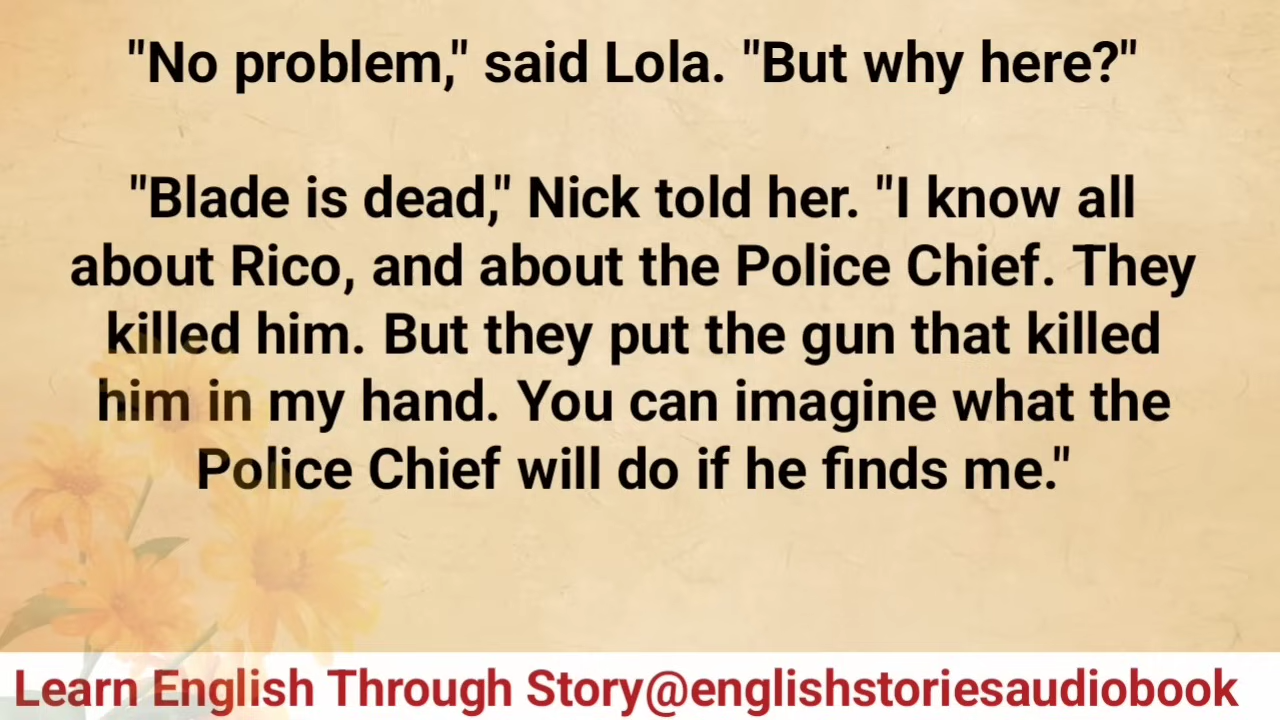 "No problem," said Lola. "But why here?"
"Blade is dead," Nick told her. "I know all
about Rico, and about the Police Chief. They
killed him. But they put the gun that killed
him in my hand. You can imagine what the
Police Chief will do if he finds me."
Learn English Through Story@englishstoriesaudiobook